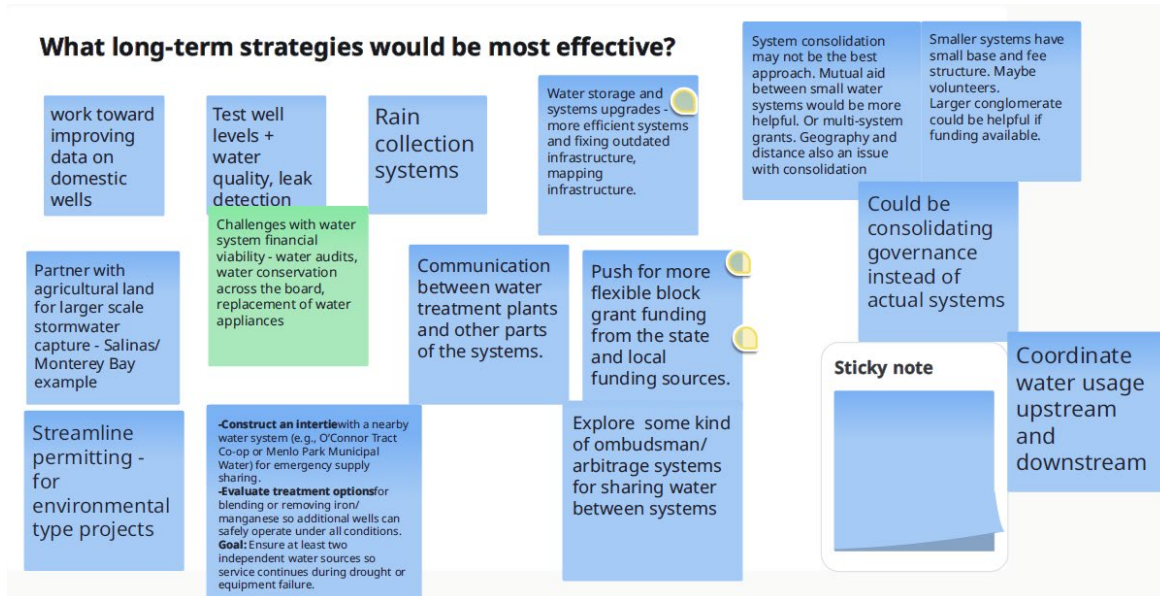 What long-term strategies would be most effective?
work toward
improving
data on
domestic
wells
Test well
levels +
water
quality, leak
detection
Rain
collection
systems
Water storage and
systems upgrades -
more efficient systems
and fixing outdated
infrastructure,
mapping
infrastructure.
System consolidation
may not be the best
approach. Mutual aid
between small water
systems would be more
helpful. Or multi-system
grants. Geography and
distance also an issue
with consolidation
Smaller systems have
small base and fee
structure. Maybe
volunteers.
Larger conglomerate
could be helpful if
funding available.
Could be
consolidating
governance
instead of
actual systems
Partner with
agricultural land
for larger scale
stormwater
capture - Salinas/
Monterey Bay
example
Challenges with water
system financial
viability - water audits,
water conservation
across the board,
replacement of water
appliances
Communication
between water
treatment plants
and other parts
of the systems.
Push for more
flexible block
grant funding
from the state
and local
funding sources.
Sticky note
Coordinate
water usage
upstream
and
downstream
Streamline
permitting -
for
environmental
type projects
-Construct an intertiewith a nearby
water system (e.g., O'Connor Tract
Co-op or Menlo Park Municipal
Water) for emergency supply
sharing.
-Evaluate treatment optionsfor
blending or removing iron/
manganese so additional wells can
safely operate under all conditions.
Goal: Ensure at least two
independent water sources so
service continues during drought or
equipment failure.
Explore some kind
of ombudsman/
arbitrage systems
for sharing water
between systems